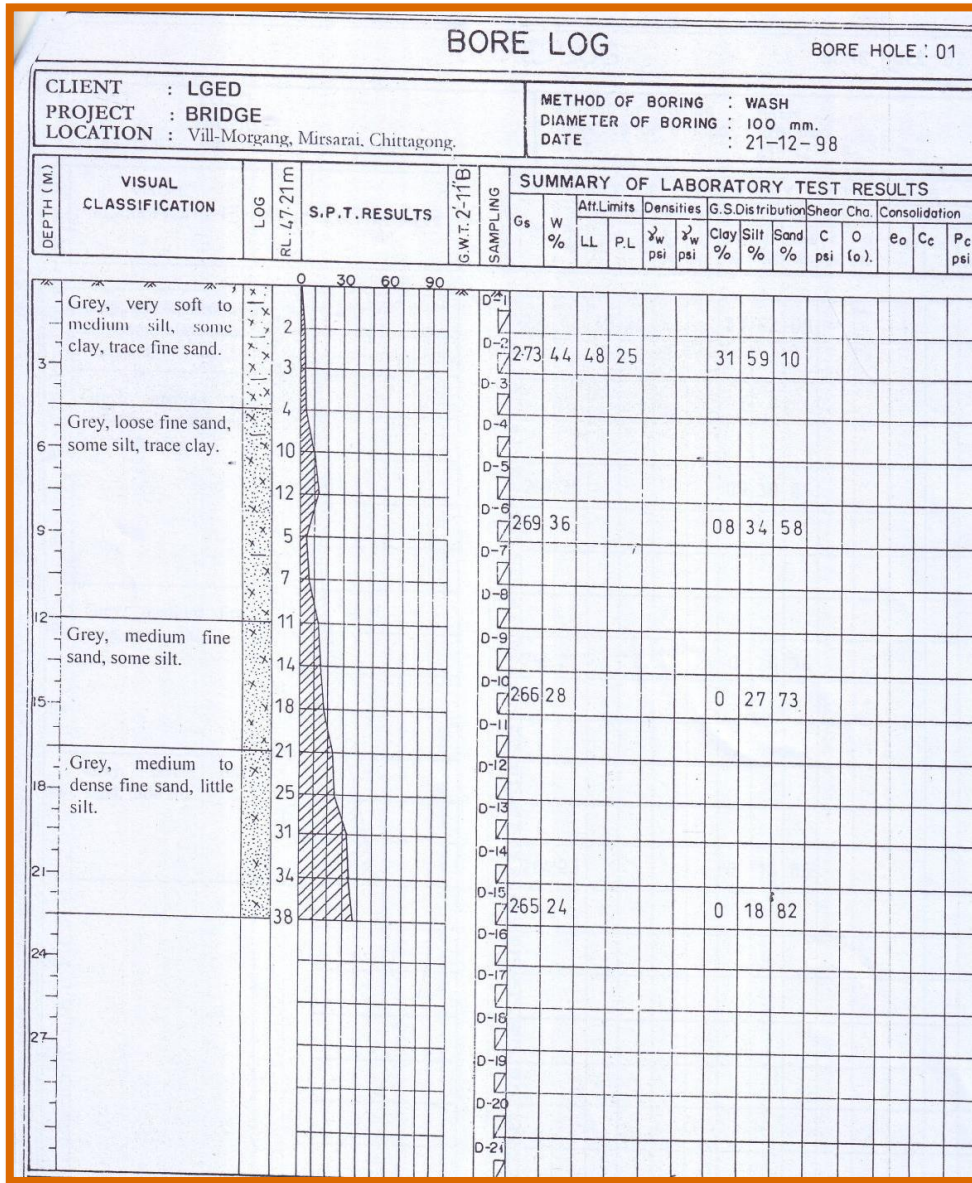 BORE LOG
BORE HOLE : 01
CLIENT : LGED
PROJECT : BRIDGE
LOCATION : Vill-Morgang, Mirsarai, Chittagong.
METHOD OF BORING : WASH
DIAMETER OF BORING : 100 mm.
DATE : 21-12-98
DEPTH (M.)
VISUAL CLASSIFICATION
LOG
RL. 47·21m
S.P.T. RESULTS
G.W.T. 2'-11"B
SAMPLING
SUMMARY OF LABORATORY TEST RESULTS
Att.Limits Densities G.S.Distribution Shear Cha. Consolidation
Gs W % LL P.L γw psi γw psi Clay % Silt % Sand % C psi O (o). eo Cc Pc psi
0 30 60 90
Grey, very soft to
medium silt, some
clay, trace fine sand.
Grey, loose fine sand,
some silt, trace clay.
Grey, medium fine
sand, some silt.
Grey, medium to
dense fine sand, little
silt.
3
6
9
12
15
18
21
24
27
2
3
4
10
12
5
7
11
14
18
21
25
31
34
38
D-1
D-2
2·73 44 48 25 31 59 10
D-3
D-4
D-5
D-6
269 36 08 34 58
D-7
D-8
D-9
D-10
266 28 0 27 73
D-11
D-12
D-13
D-14
D-15
265 24 0 18 82
D-16
D-17
D-18
D-19
D-20
D-21